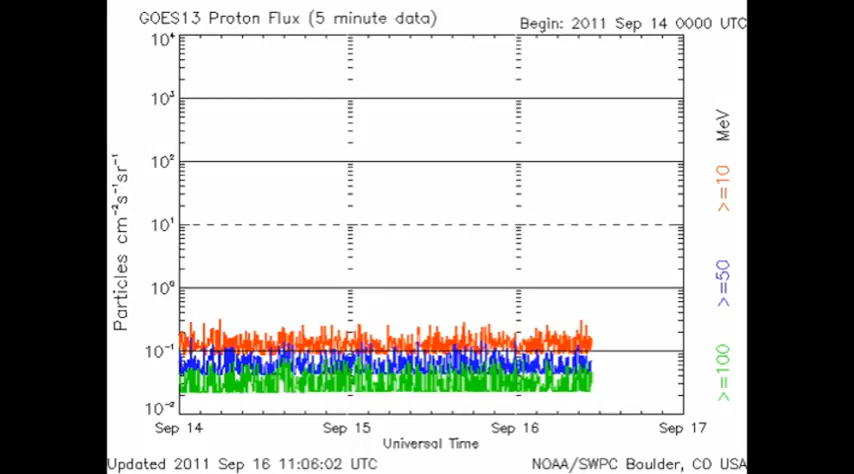 GOES13 Proton Flux (5 minute data)
Begin: 2011 Sep 14 0000 UTC
10⁴
10³
10²
10¹
10⁰
10⁻¹
10⁻²
Particles cm⁻²s⁻¹sr⁻¹
MeV
>=10
>=50
>=100
Sep 14
Sep 15
Sep 16
Sep 17
Universal Time
Updated 2011 Sep 16 11:06:02 UTC
NOAA/SWPC Boulder, CO USA